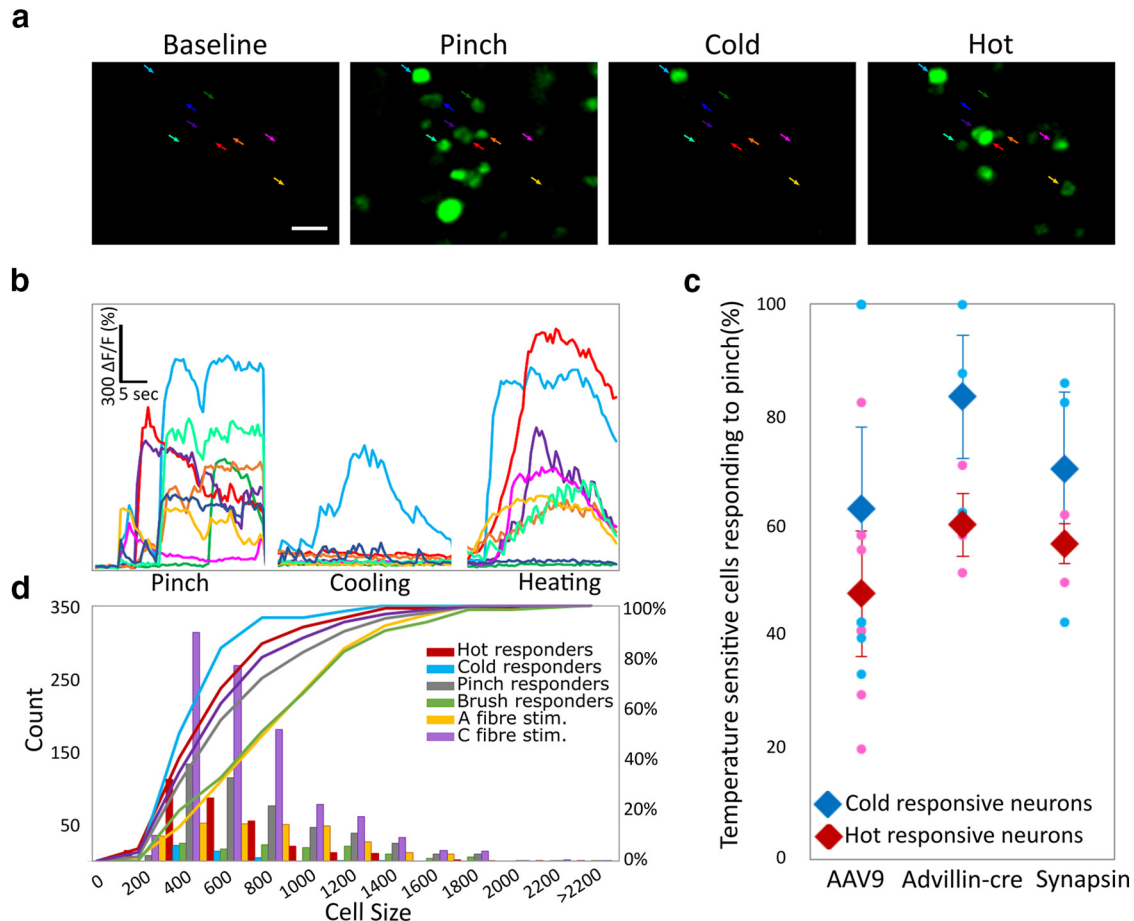 a
Baseline
Pinch
Cold
Hot
b
300 ΔF/F (%)
5 sec
Pinch
Cooling
Heating
c
Temperature sensitive cells responding to pinch(%)
100
80
60
40
20
0
Cold responsive neurons
Hot responsive neurons
AAV9
Advillin-cre
Synapsin
d
Count
350
250
150
50
100%
80%
60%
40%
20%
0%
Hot responders
Cold responders
Pinch responders
Brush responders
A fibre stim.
C fibre stim.
0
200
400
600
800
1000
1200
1400
1600
1800
2000
2200
>2200
Cell Size